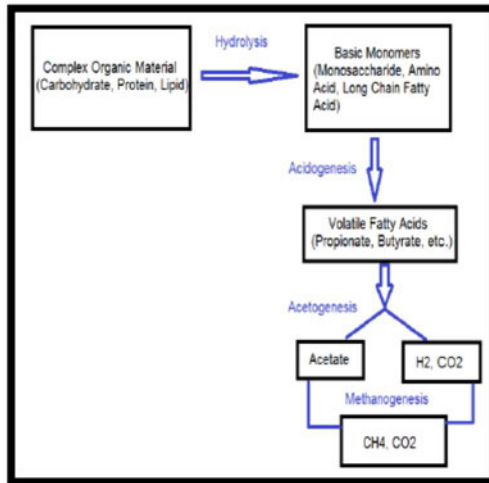 Hydrolysis
Complex Organic Material
(Carbohydrate, Protein, Lipid)
Basic Monomers
(Monosaccharide, Amino
Acid, Long Chain Fatty
Acid)
Acidogenesis
Volatile Fatty Acids
(Propionate, Butyrate, etc.)
Acetogenesis
Acetate
H2, CO2
Methanogenesis
CH4, CO2